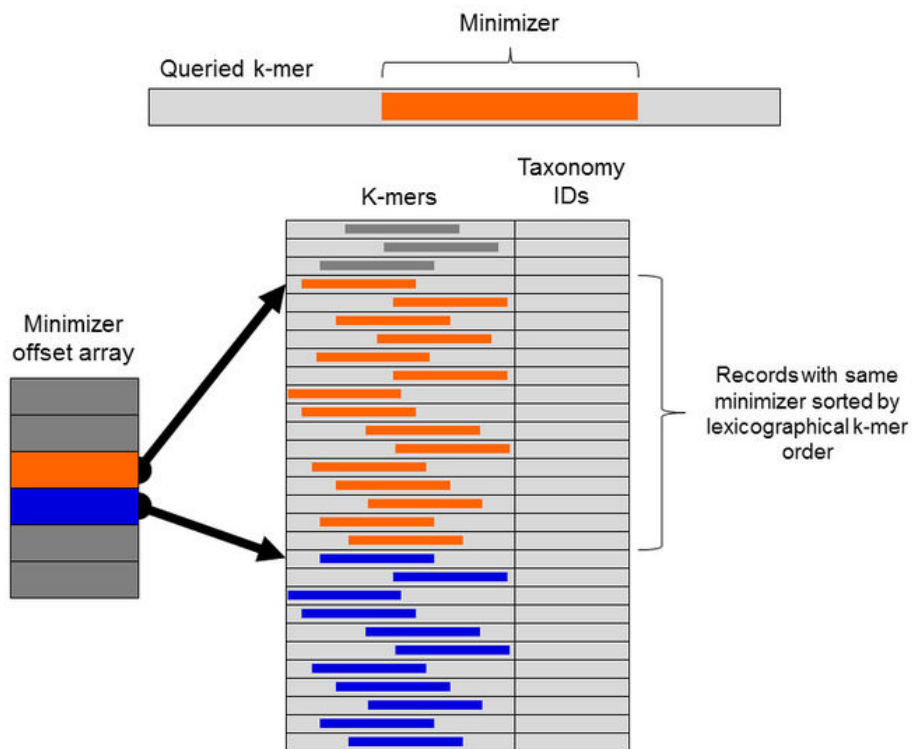 Minimizer
Queried k-mer
Taxonomy
IDs
K-mers
Minimizer
offset array
Records with same
minimizer sorted by
lexicographical k-mer
order